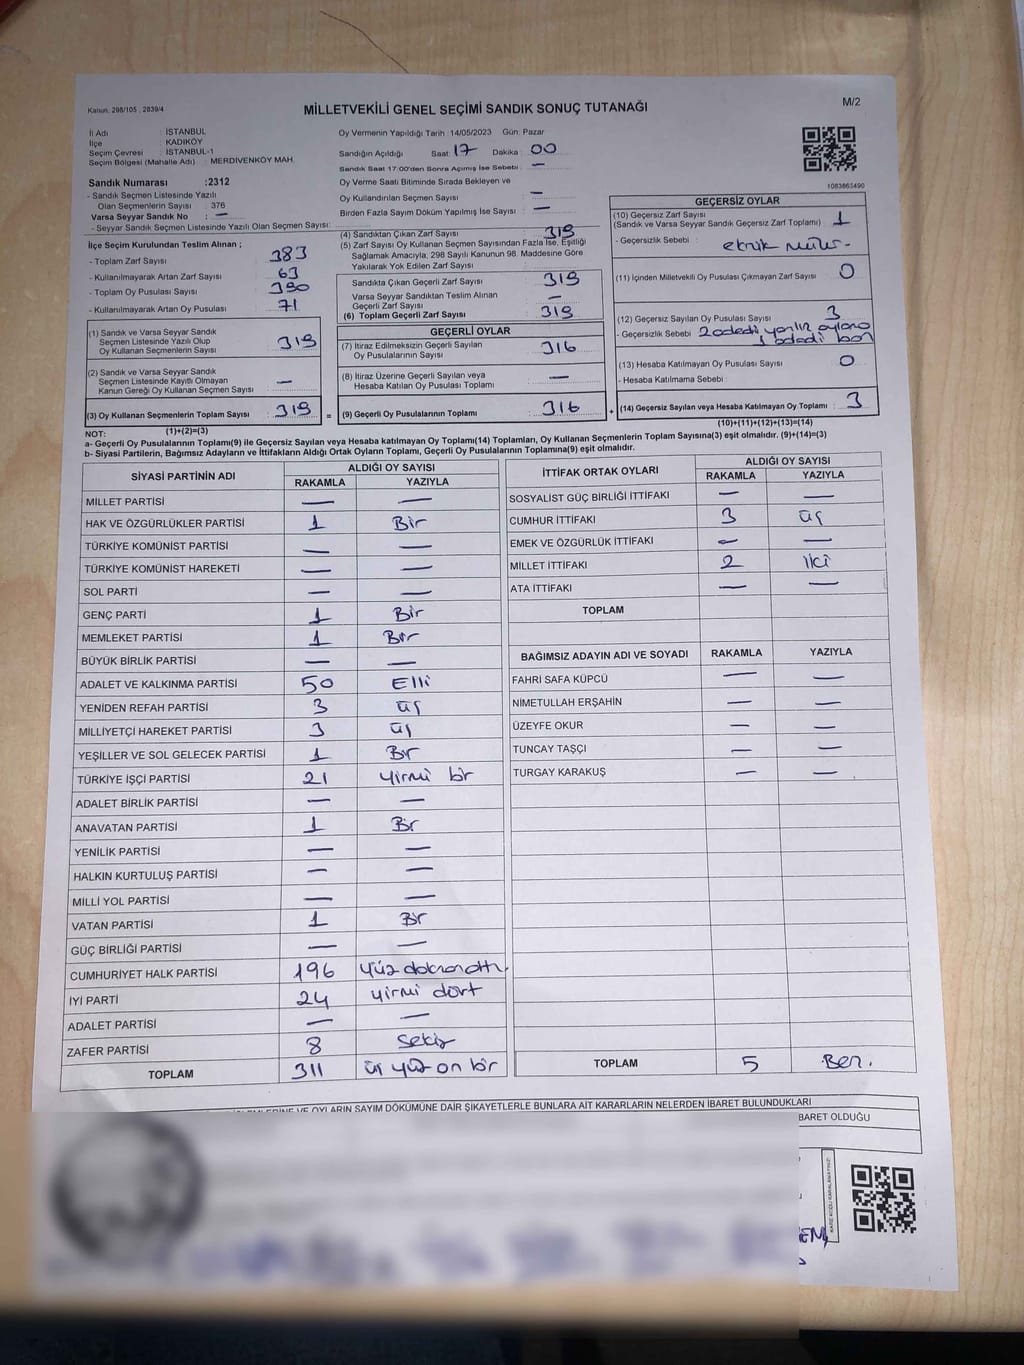 Kanun: 298/105 , 2839/4
MİLLETVEKİLİ GENEL SEÇİMİ SANDIK SONUÇ TUTANAĞI
M/2
İl Adı : İSTANBUL
İlçe : KADIKÖY
Seçim Çevresi : İSTANBUL-1
Seçim Bölgesi (Mahalle Adı) : MERDIVENKÖY MAH.
Sandık Numarası :2312
- Sandık Seçmen Listesinde Yazılı
Olan Seçmenlerin Sayısı : 376
Varsa Seyyar Sandık No : —
- Seyyar Sandık Seçmen Listesinde Yazılı Olan Seçmen Sayısı:
Oy Vermenin Yapıldığı Tarih :14/05/2023 Gün: Pazar
Sandığın Açıldığı Saat: 17 Dakika : 00
Sandık Saat 17:00'den Sonra Açılmış İse Sebebi : —
Oy Verme Saati Bitiminde Sırada Bekleyen ve
Oy Kullandırılan Seçmen Sayısı : —
Birden Fazla Sayım Döküm Yapılmış İse Sayısı : —
1083863490
İlçe Seçim Kurulundan Teslim Alınan ;
- Toplam Zarf Sayısı : 383
- Kullanılmayarak Artan Zarf Sayısı : 63
- Toplam Oy Pusulası Sayısı : 390
- Kullanılmayarak Artan Oy Pusulası : 71
(1) Sandık ve Varsa Seyyar Sandık
Seçmen Listesinde Yazılı Olup
Oy Kullanan Seçmenlerin Sayısı : 319
(2) Sandık ve Varsa Seyyar Sandık
Seçmen Listesinde Kayıtlı Olmayan
Kanun Gereği Oy Kullanan Seçmen Sayısı : —
(3) Oy Kullanan Seçmenlerin Toplam Sayısı : 319
(1)+(2)=(3)
(4) Sandıktan Çıkan Zarf Sayısı : 319
(5) Zarf Sayısı Oy Kullanan Seçmen Sayısından Fazla İse, Eşitliği
Sağlamak Amacıyla; 298 Sayılı Kanunun 98. Maddesine Göre
Yakılarak Yok Edilen Zarf Sayısı :
Sandıkta Çıkan Geçerli Zarf Sayısı : 319
Varsa Seyyar Sandıktan Teslim Alınan
Geçerli Zarf Sayısı : —
(6) Toplam Geçerli Zarf Sayısı : 319
GEÇERLİ OYLAR
(7) İtiraz Edilmeksizin Geçerli Sayılan
Oy Pusulalarının Sayısı : 316
(8) İtiraz Üzerine Geçerli Sayılan veya
Hesaba Katılan Oy Pusulası Toplamı : —
= (9) Geçerli Oy Pusulalarının Toplamı : 316
GEÇERSİZ OYLAR
(10) Geçersiz Zarf Sayısı
(Sandık ve Varsa Seyyar Sandık Geçersiz Zarf Toplamı) : 1
- Geçersizlik Sebebi :
(11) İçinden Milletvekili Oy Pusulası Çıkmayan Zarf Sayısı : 0
(12) Geçersiz Sayılan Oy Pusulası Sayısı : 3
- Geçersizlik Sebebi : 2 adedi
1 adedi boş
(13) Hesaba Katılmayan Oy Pusulası Sayısı : 0
- Hesaba Katılmama Sebebi :
+ (14) Geçersiz Sayılan veya Hesaba Katılmayan Oy Toplamı : 3
(10)+(11)+(12)+(13)=(14)
NOT:
a- Geçerli Oy Pusulalarının Toplamı(9) ile Geçersiz Sayılan veya Hesaba katılmayan Oy Toplamı(14) Toplamları, Oy Kullanan Seçmenlerin Toplam Sayısına(3) eşit olmalıdır. (9)+(14)=(3)
b- Siyasi Partilerin, Bağımsız Adayların ve İttifakların Aldığı Oyların Toplamı, Geçerli Oy Pusulalarının Toplamına(9) eşit olmalıdır.
SİYASİ PARTİNİN ADI ALDIĞI OY SAYISI
RAKAMLA YAZIYLA
MİLLET PARTİSİ — —
HAK VE ÖZGÜRLÜKLER PARTİSİ 1 Bir
TÜRKİYE KOMÜNİST PARTİSİ — —
TÜRKİYE KOMÜNİST HAREKETİ — —
SOL PARTİ — —
GENÇ PARTİ 1 Bir
MEMLEKET PARTİSİ 1 Bir
BÜYÜK BİRLİK PARTİSİ — —
ADALET VE KALKINMA PARTİSİ 50 Elli
YENİDEN REFAH PARTİSİ 3 üç
MİLLİYETÇİ HAREKET PARTİSİ 3 üç
YEŞİLLER VE SOL GELECEK PARTİSİ 1 Bir
TÜRKİYE İŞÇİ PARTİSİ 21 yirmi bir
ADALET BİRLİK PARTİSİ — —
ANAVATAN PARTİSİ 1 Bir
YENİLİK PARTİSİ — —
HALKIN KURTULUŞ PARTİSİ — —
MİLLİ YOL PARTİSİ — —
VATAN PARTİSİ 1 Bir
GÜÇ BİRLİĞİ PARTİSİ — —
CUMHURİYET HALK PARTİSİ 196 yüz doksan altı
İYİ PARTİ 24 yirmi dört
ADALET PARTİSİ — —
ZAFER PARTİSİ 8 sekiz
TOPLAM 311 üç yüz on bir
İTTİFAK ORTAK OYLARI ALDIĞI OY SAYISI
RAKAMLA YAZIYLA
SOSYALİST GÜÇ BİRLİĞİ İTTİFAKI — —
CUMHUR İTTİFAKI 3 üç
EMEK VE ÖZGÜRLÜK İTTİFAKI — —
MİLLET İTTİFAKI 2 iki
ATA İTTİFAKI — —
TOPLAM
BAĞIMSIZ ADAYIN ADI VE SOYADI RAKAMLA YAZIYLA
FAHRİ SAFA KÜPCÜ — —
NİMETULLAH ERŞAHİN — —
ÜZEYFE OKUR — —
TUNCAY TAŞÇI — —
TURGAY KARAKUŞ — —
TOPLAM 5 Beş.
VE OYLARIN SAYIM DÖKÜMÜNE DAİR ŞİKAYETLERLE BUNLARA AİT KARARLARIN NELERDEN İBARET BULUNDUKLARI
BARET OLDUĞU
KARE KODU KARALAMAYINIZ!